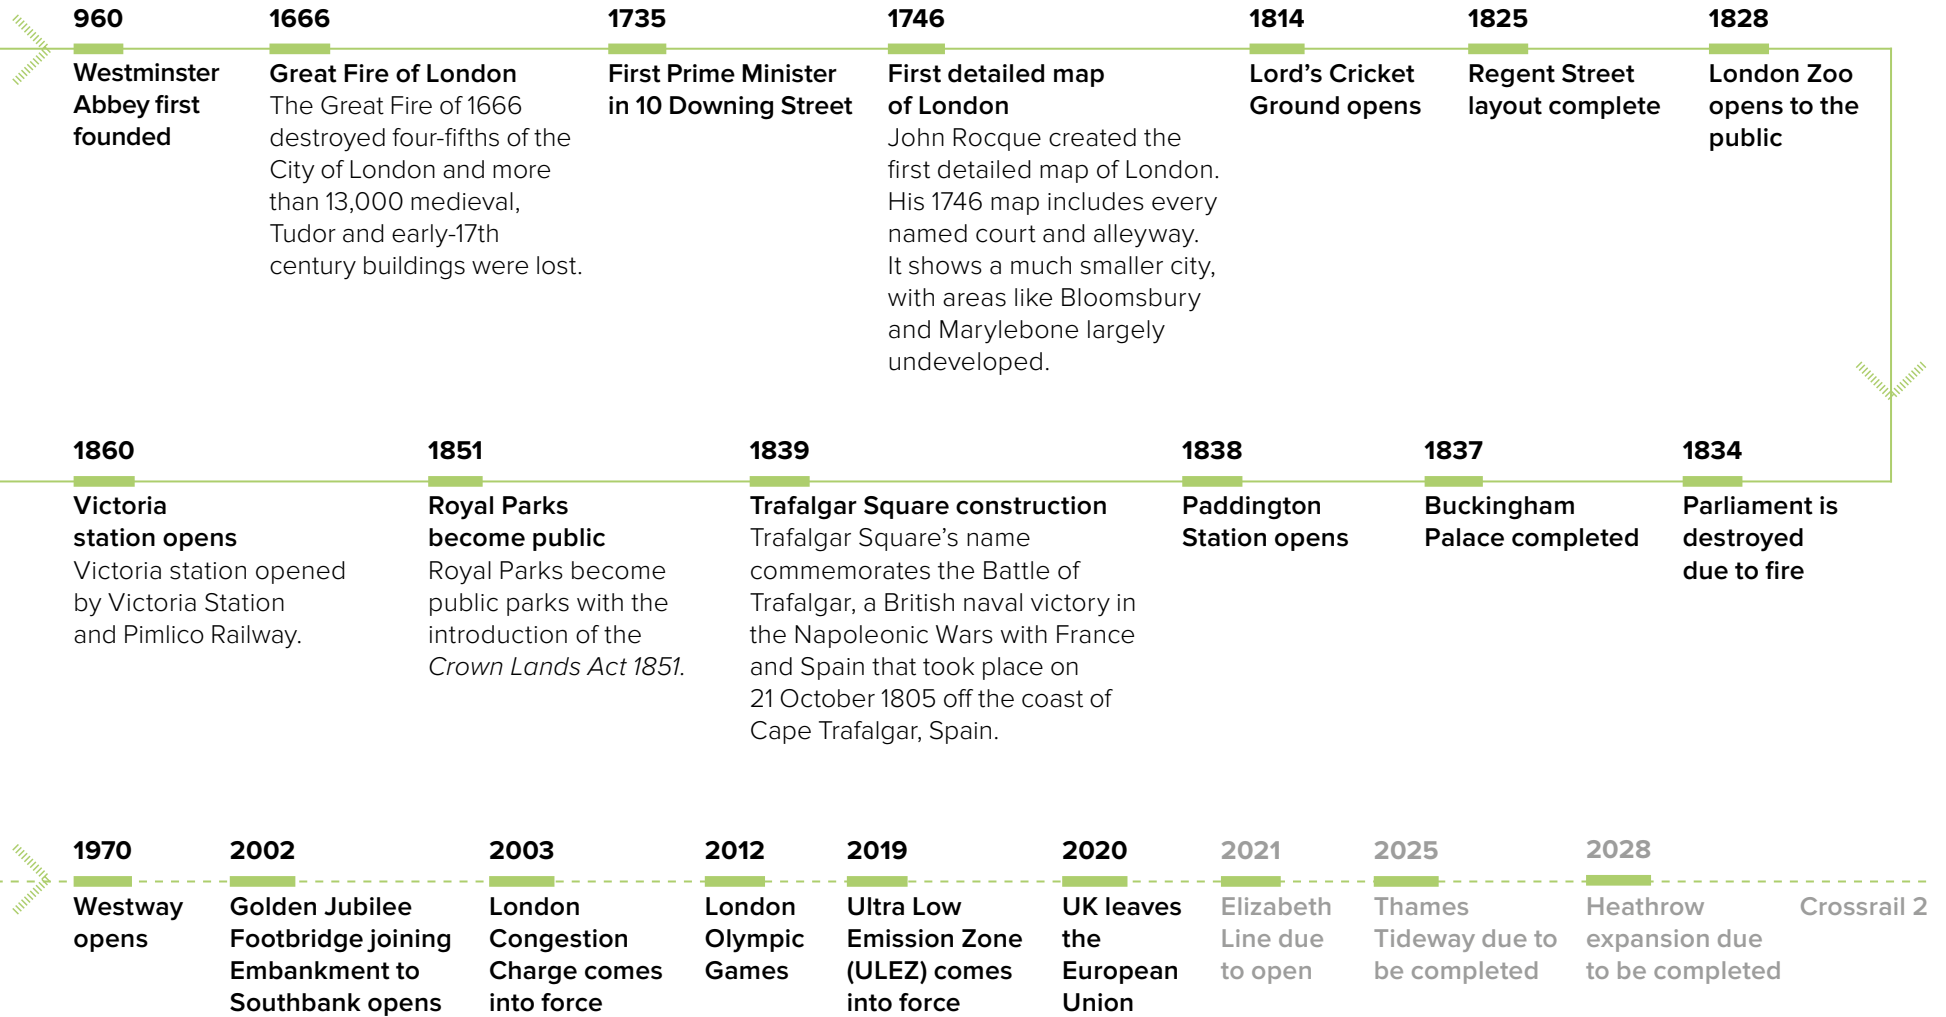 960
Westminster
Abbey first
founded
1666
Great Fire of London
The Great Fire of 1666
destroyed four-fifths of the
City of London and more
than 13,000 medieval,
Tudor and early-17th
century buildings were lost.
1735
First Prime Minister
in 10 Downing Street
1746
First detailed map
of London
John Rocque created the
first detailed map of London.
His 1746 map includes every
named court and alleyway.
It shows a much smaller city,
with areas like Bloomsbury
and Marylebone largely
undeveloped.
1814
Lord's Cricket
Ground opens
1825
Regent Street
layout complete
1828
London Zoo
opens to the
public
1834
Parliament is
destroyed
due to fire
1837
Buckingham
Palace completed
1838
Paddington
Station opens
1839
Trafalgar Square construction
Trafalgar Square's name
commemorates the Battle of
Trafalgar, a British naval victory in
the Napoleonic Wars with France
and Spain that took place on
21 October 1805 off the coast of
Cape Trafalgar, Spain.
1851
Royal Parks
become public
Royal Parks become
public parks with the
introduction of the
Crown Lands Act 1851.
1860
Victoria
station opens
Victoria station opened
by Victoria Station
and Pimlico Railway.
1970
Westway
opens
2002
Golden Jubilee
Footbridge joining
Embankment to
Southbank opens
2003
London
Congestion
Charge comes
into force
2012
London
Olympic
Games
2019
Ultra Low
Emission Zone
(ULEZ) comes
into force
2020
UK leaves
the
European
Union
2021
Elizabeth
Line due
to open
2025
Thames
Tideway due to
be completed
2028
Heathrow
expansion due
to be completed
Crossrail 2